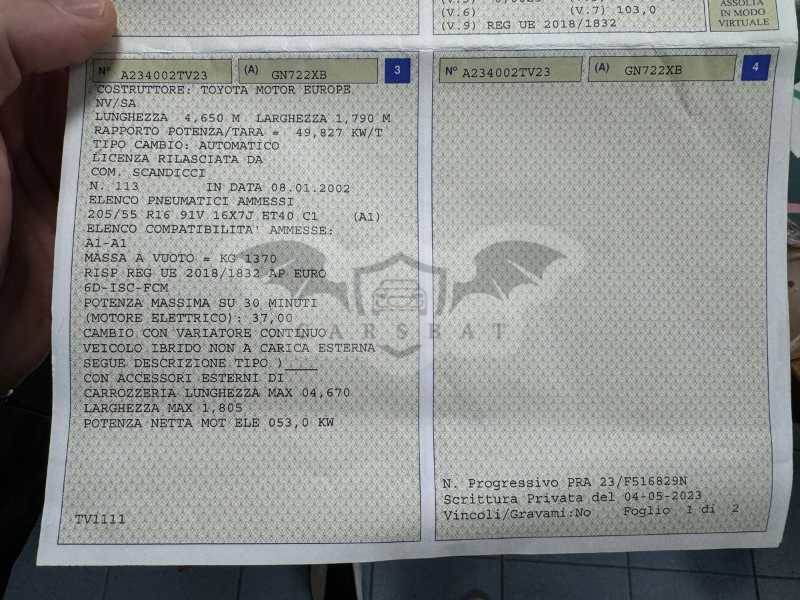 (V.6) (V.7) 103,0
(V.9) REG UE 2018/1832
ASSOLTA
IN MODO
VIRTUALE
N° A234002TV23 (A) GN722XB 3
COSTRUTTORE: TOYOTA MOTOR EUROPE
NV/SA
LUNGHEZZA 4,650 M LARGHEZZA 1,790 M
RAPPORTO POTENZA/TARA = 49,827 KW/T
TIPO CAMBIO: AUTOMATICO
LICENZA RILASCIATA DA
COM. SCANDICCI
N. 113 IN DATA 08.01.2002
ELENCO PNEUMATICI AMMESSI
205/55 R16 91V 16X7J ET40 C1 (A1)
ELENCO COMPATIBILITA' AMMESSE:
A1-A1
MASSA A VUOTO = KG 1370
RISP REG UE 2018/1832 AP EURO
6D-ISC-FCM
POTENZA MASSIMA SU 30 MINUTI
(MOTORE ELETTRICO): 37,00
CAMBIO CON VARIATORE CONTINUO
VEICOLO IBRIDO NON A CARICA ESTERNA
SEGUE DESCRIZIONE TIPO )____
CON ACCESSORI ESTERNI DI
CARROZZERIA LUNGHEZZA MAX 04,670
LARGHEZZA MAX 1,805
POTENZA NETTA MOT ELE 053,0 KW
TV1111
N° A234002TV23 (A) GN722XB 4
N. Progressivo PRA 23/F516829N
Scrittura Privata del 04-05-2023
Vincoli/Gravami:No Foglio 1 di 2
CARSBAT